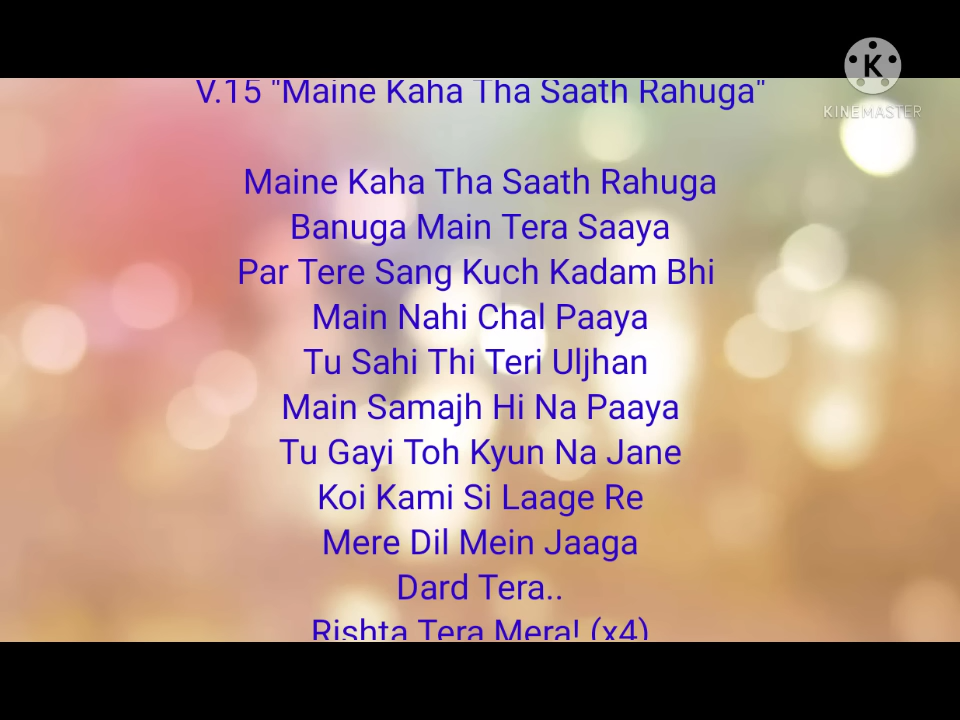 KINEMASTER
V.15 "Maine Kaha Tha Saath Rahuga"
Maine Kaha Tha Saath Rahuga
Banuga Main Tera Saaya
Par Tere Sang Kuch Kadam Bhi
Main Nahi Chal Paaya
Tu Sahi Thi Teri Uljhan
Main Samajh Hi Na Paaya
Tu Gayi Toh Kyun Na Jane
Koi Kami Si Laage Re
Mere Dil Mein Jaaga
Dard Tera..
Rishta Tera Mera! (x4)